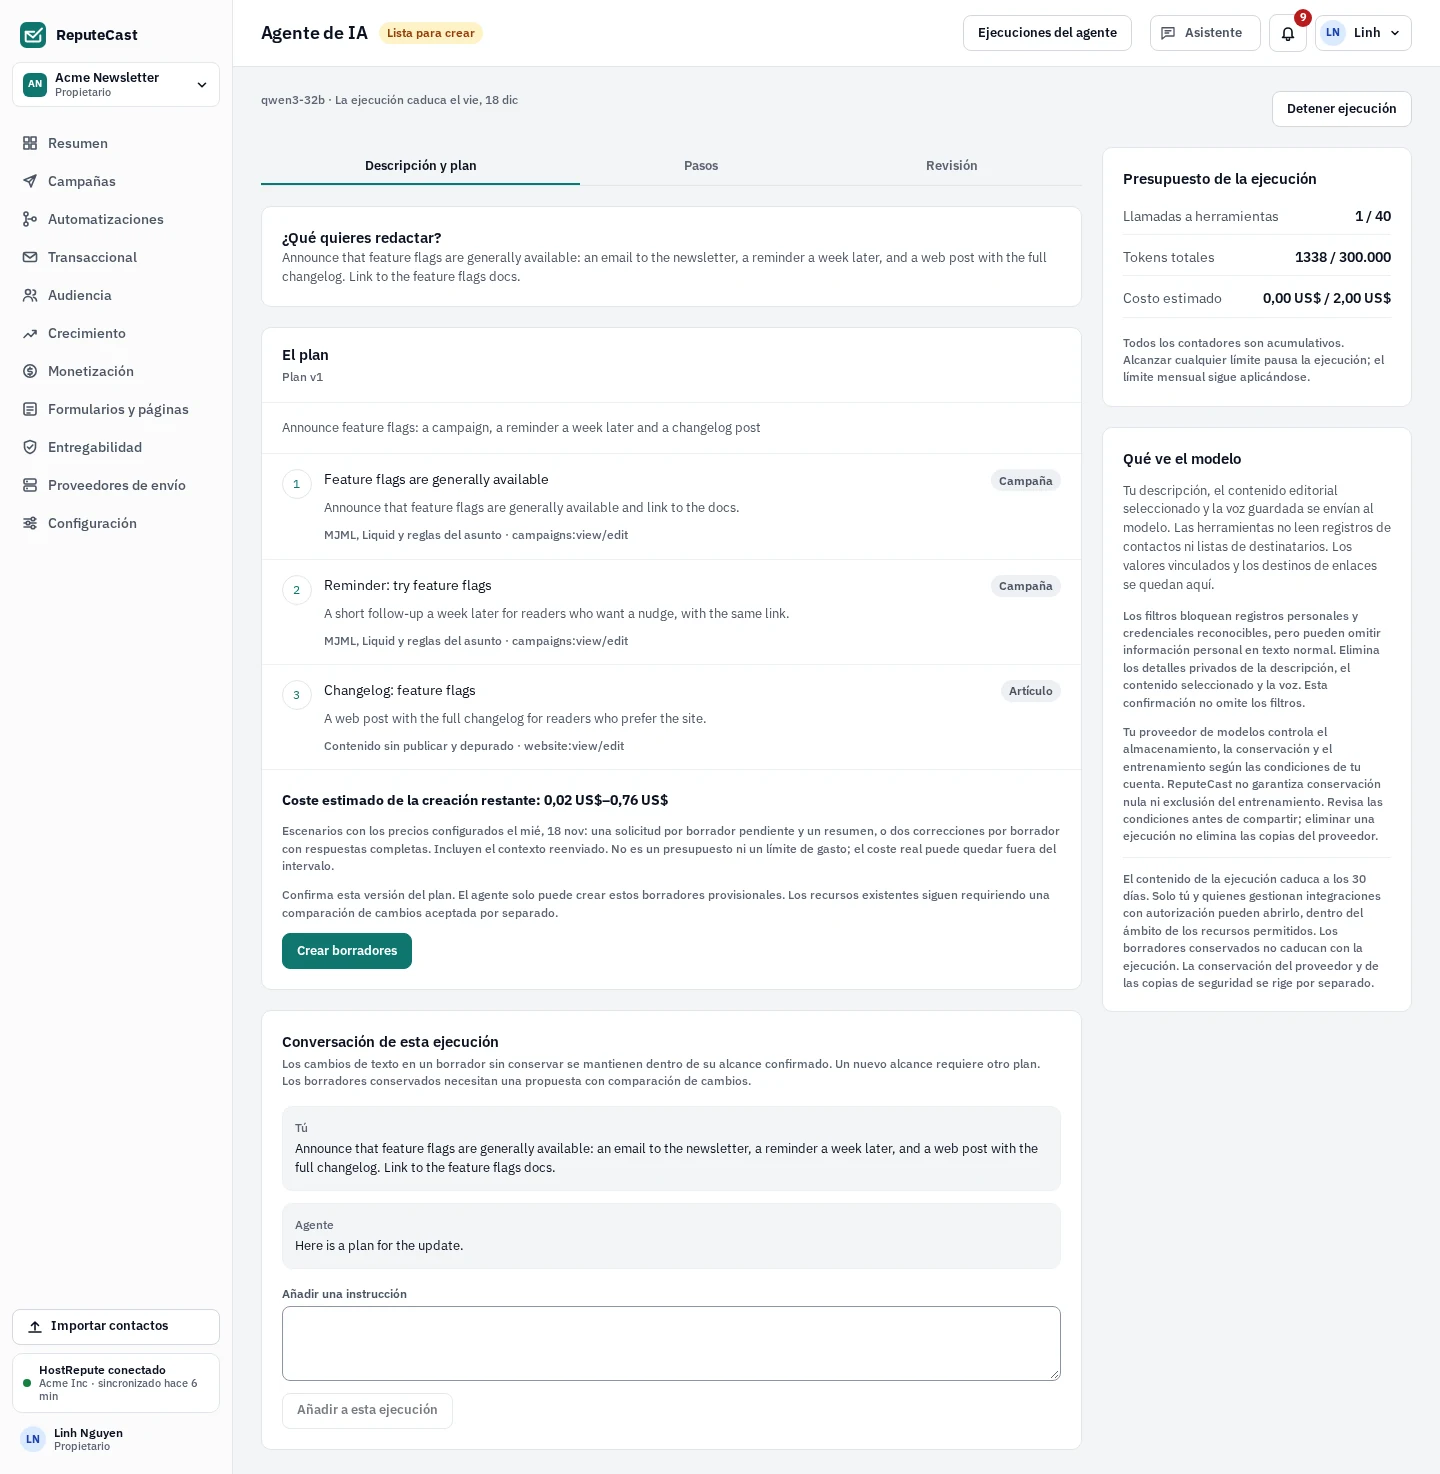 ReputeCast
AN
Acme Newsletter
Propietario
Resumen
Campañas
Automatizaciones
Transaccional
Audiencia
Crecimiento
Monetización
Formularios y páginas
Entregabilidad
Proveedores de envío
Configuración
Importar contactos
HostRepute conectado
Acme Inc · sincronizado hace 6
min
LN
Linh Nguyen
Propietario
Agente de IA
Lista para crear
Ejecuciones del agente
Asistente
9
LN
Linh
qwen3-32b · La ejecución caduca el vie, 18 dic
Detener ejecución
Descripción y plan
Pasos
Revisión
¿Qué quieres redactar?
Announce that feature flags are generally available: an email to the newsletter, a reminder a week later, and a web post with the full
changelog. Link to the feature flags docs.
El plan
Plan v1
Announce feature flags: a campaign, a reminder a week later and a changelog post
1
Feature flags are generally available
Campaña
Announce that feature flags are generally available and link to the docs.
MJML, Liquid y reglas del asunto · campaigns:view/edit
2
Reminder: try feature flags
Campaña
A short follow-up a week later for readers who want a nudge, with the same link.
MJML, Liquid y reglas del asunto · campaigns:view/edit
3
Changelog: feature flags
Artículo
A web post with the full changelog for readers who prefer the site.
Contenido sin publicar y depurado · website:view/edit
Coste estimado de la creación restante: 0,02 US$–0,76 US$
Escenarios con los precios configurados el mié, 18 nov: una solicitud por borrador pendiente y un resumen, o dos correcciones por borrador
con respuestas completas. Incluyen el contexto reenviado. No es un presupuesto ni un límite de gasto; el coste real puede quedar fuera del
intervalo.
Confirma esta versión del plan. El agente solo puede crear estos borradores provisionales. Los recursos existentes siguen requiriendo una
comparación de cambios aceptada por separado.
Crear borradores
Conversación de esta ejecución
Los cambios de texto en un borrador sin conservar se mantienen dentro de su alcance confirmado. Un nuevo alcance requiere otro plan.
Los borradores conservados necesitan una propuesta con comparación de cambios.
Tú
Announce that feature flags are generally available: an email to the newsletter, a reminder a week later, and a web post with the
full changelog. Link to the feature flags docs.
Agente
Here is a plan for the update.
Añadir una instrucción
Añadir a esta ejecución
Presupuesto de la ejecución
Llamadas a herramientas
1 / 40
Tokens totales
1338 / 300.000
Costo estimado
0,00 US$ / 2,00 US$
Todos los contadores son acumulativos.
Alcanzar cualquier límite pausa la ejecución; el
límite mensual sigue aplicándose.
Qué ve el modelo
Tu descripción, el contenido editorial
seleccionado y la voz guardada se envían al
modelo. Las herramientas no leen registros de
contactos ni listas de destinatarios. Los
valores vinculados y los destinos de enlaces
se quedan aquí.
Los filtros bloquean registros personales y
credenciales reconocibles, pero pueden omitir
información personal en texto normal. Elimina
los detalles privados de la descripción, el
contenido seleccionado y la voz. Esta
confirmación no omite los filtros.
Tu proveedor de modelos controla el
almacenamiento, la conservación y el
entrenamiento según las condiciones de tu
cuenta. ReputeCast no garantiza conservación
nula ni exclusión del entrenamiento. Revisa las
condiciones antes de compartir; eliminar una
ejecución no elimina las copias del proveedor.
El contenido de la ejecución caduca a los 30
días. Solo tú y quienes gestionan integraciones
con autorización pueden abrirlo, dentro del
ámbito de los recursos permitidos. Los
borradores conservados no caducan con la
ejecución. La conservación del proveedor y de
las copias de seguridad se rige por separado.